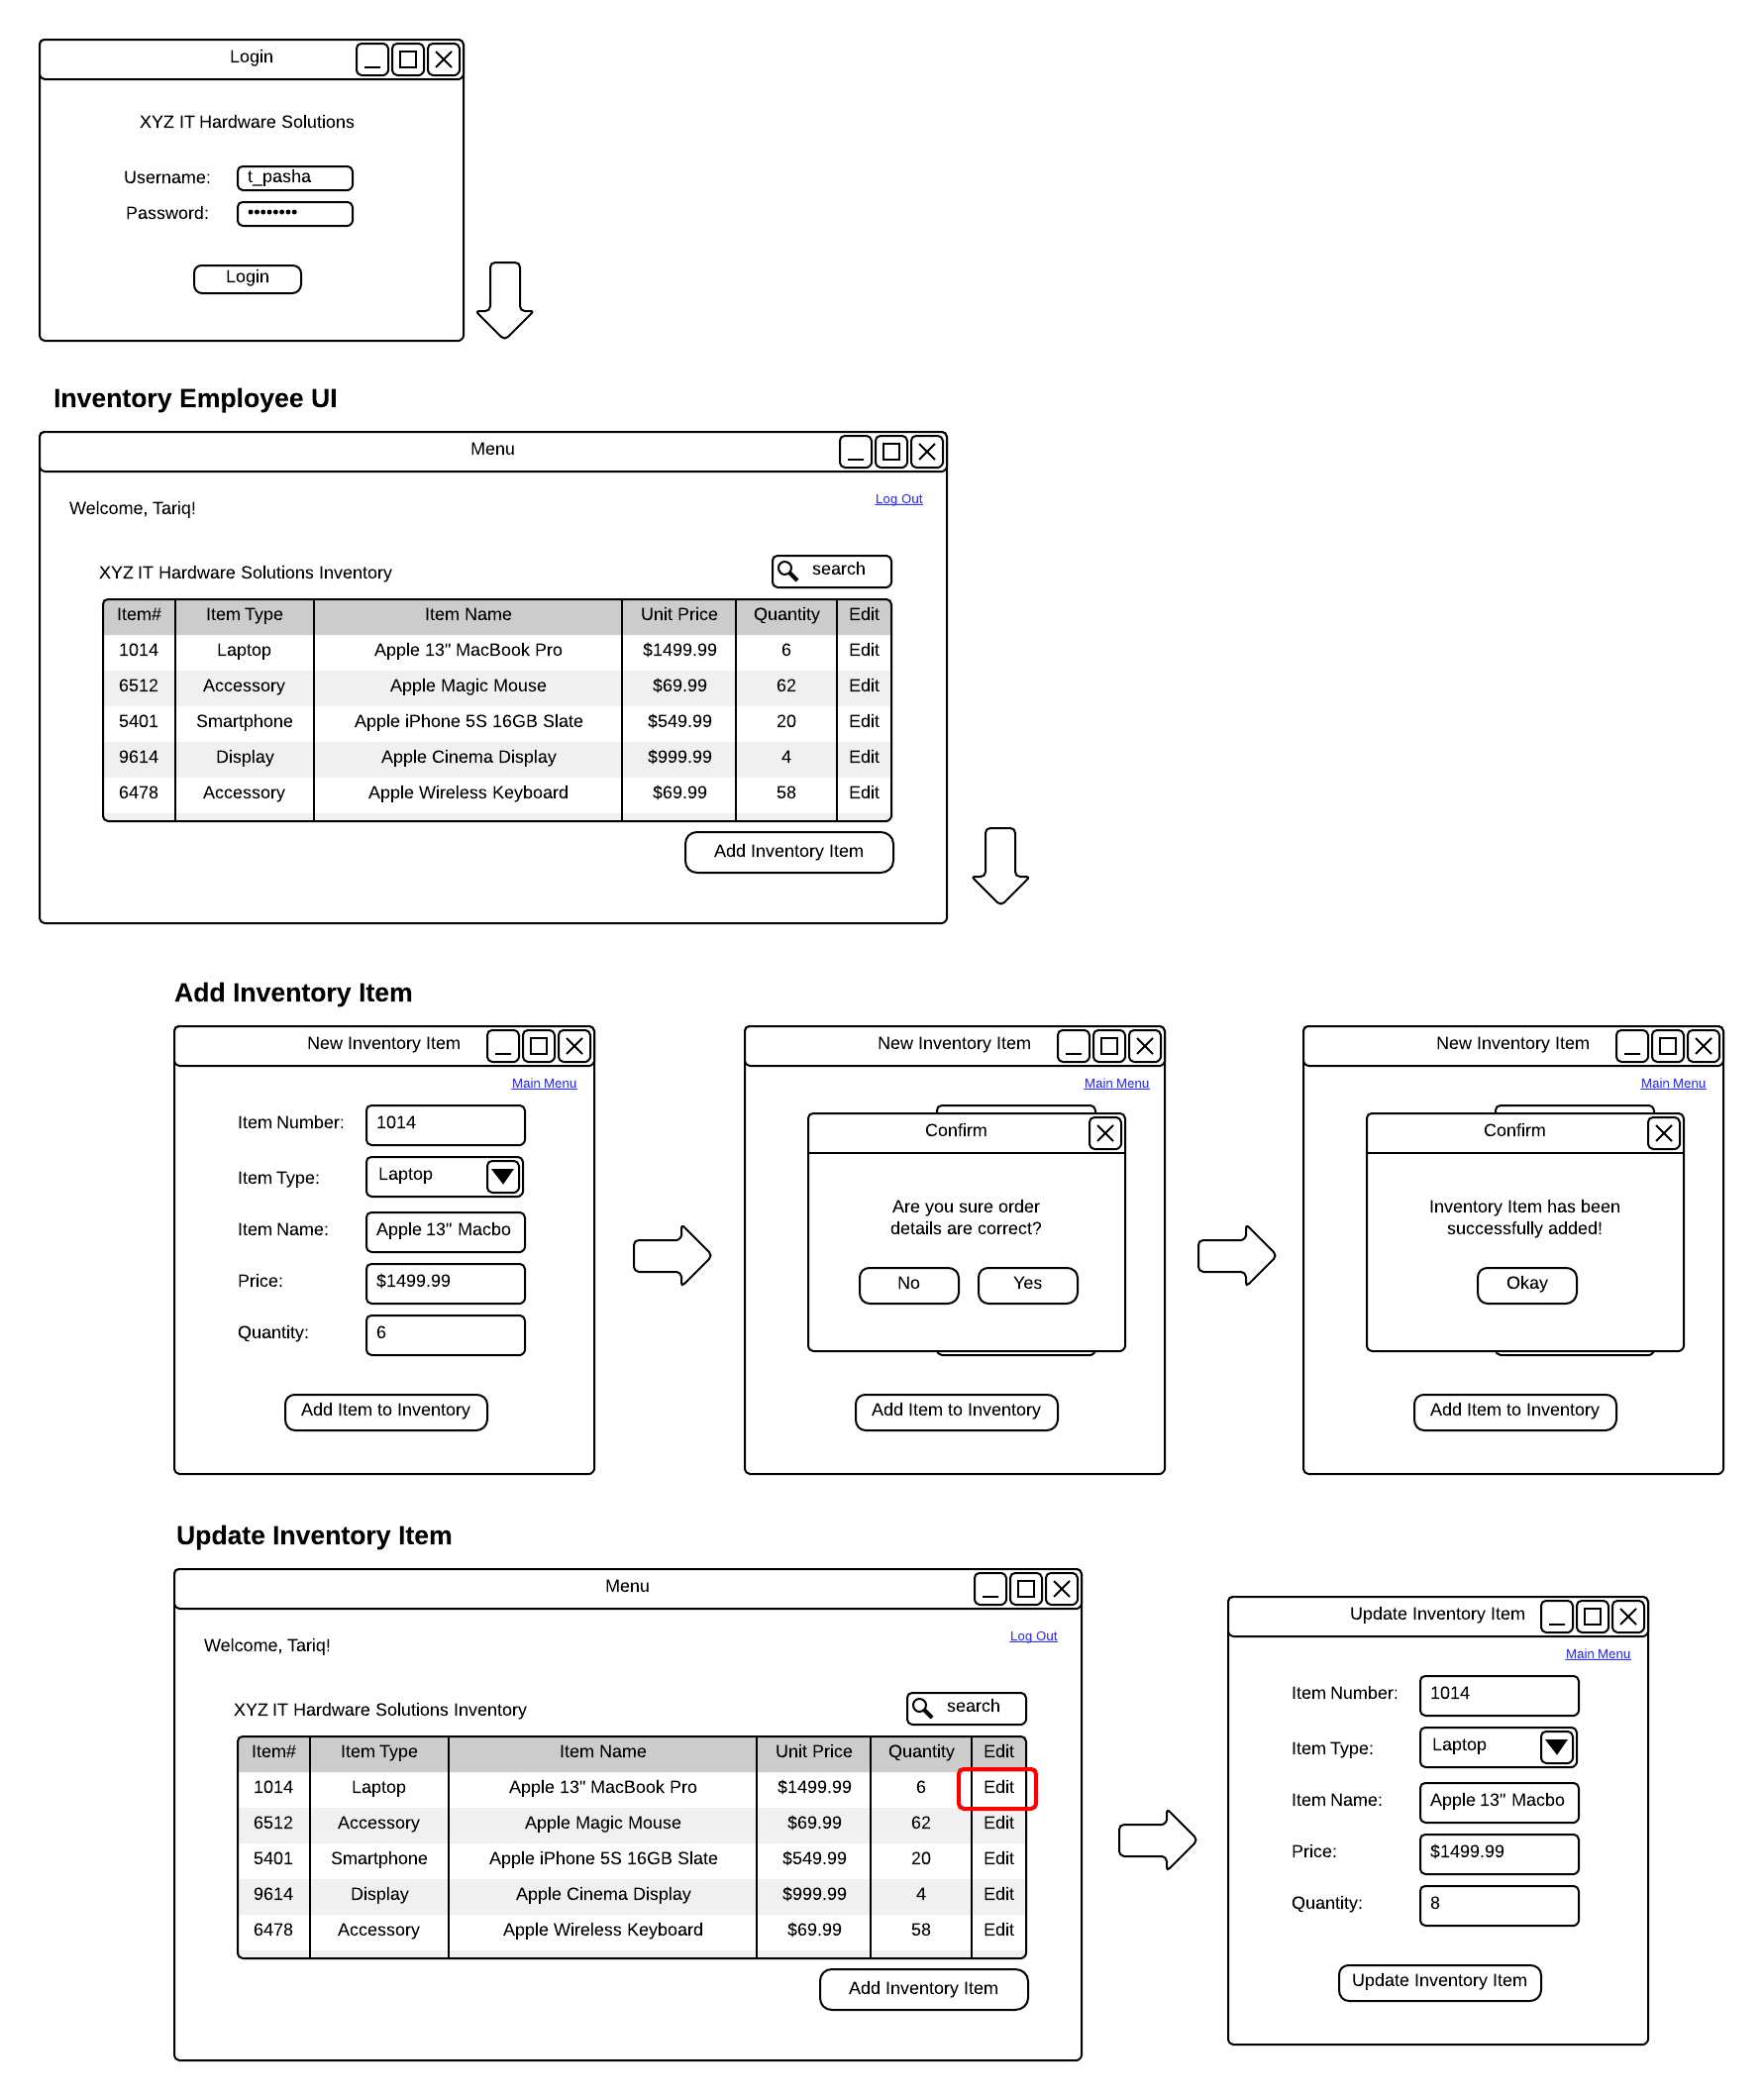 Login
XYZ IT Hardware Solutions
Username: t_pasha
Password: ••••••••
Login
Inventory Employee UI
Menu
Log Out
Welcome, Tariq!
XYZ IT Hardware Solutions Inventory search
Item# Item Type Item Name Unit Price Quantity Edit
1014 Laptop Apple 13" MacBook Pro $1499.99 6 Edit
6512 Accessory Apple Magic Mouse $69.99 62 Edit
5401 Smartphone Apple iPhone 5S 16GB Slate $549.99 20 Edit
9614 Display Apple Cinema Display $999.99 4 Edit
6478 Accessory Apple Wireless Keyboard $69.99 58 Edit
Add Inventory Item
Add Inventory Item
New Inventory Item
Main Menu
Item Number: 1014
Item Type: Laptop
Item Name: Apple 13" Macbo
Price: $1499.99
Quantity: 6
Add Item to Inventory
New Inventory Item
Main Menu
Confirm
Are you sure order
details are correct?
No Yes
Add Item to Inventory
New Inventory Item
Main Menu
Confirm
Inventory Item has been
successfully added!
Okay
Add Item to Inventory
Update Inventory Item
Menu
Log Out
Welcome, Tariq!
XYZ IT Hardware Solutions Inventory search
Item# Item Type Item Name Unit Price Quantity Edit
1014 Laptop Apple 13" MacBook Pro $1499.99 6 Edit
6512 Accessory Apple Magic Mouse $69.99 62 Edit
5401 Smartphone Apple iPhone 5S 16GB Slate $549.99 20 Edit
9614 Display Apple Cinema Display $999.99 4 Edit
6478 Accessory Apple Wireless Keyboard $69.99 58 Edit
Add Inventory Item
Update Inventory Item
Main Menu
Item Number: 1014
Item Type: Laptop
Item Name: Apple 13" Macbo
Price: $1499.99
Quantity: 8
Update Inventory Item